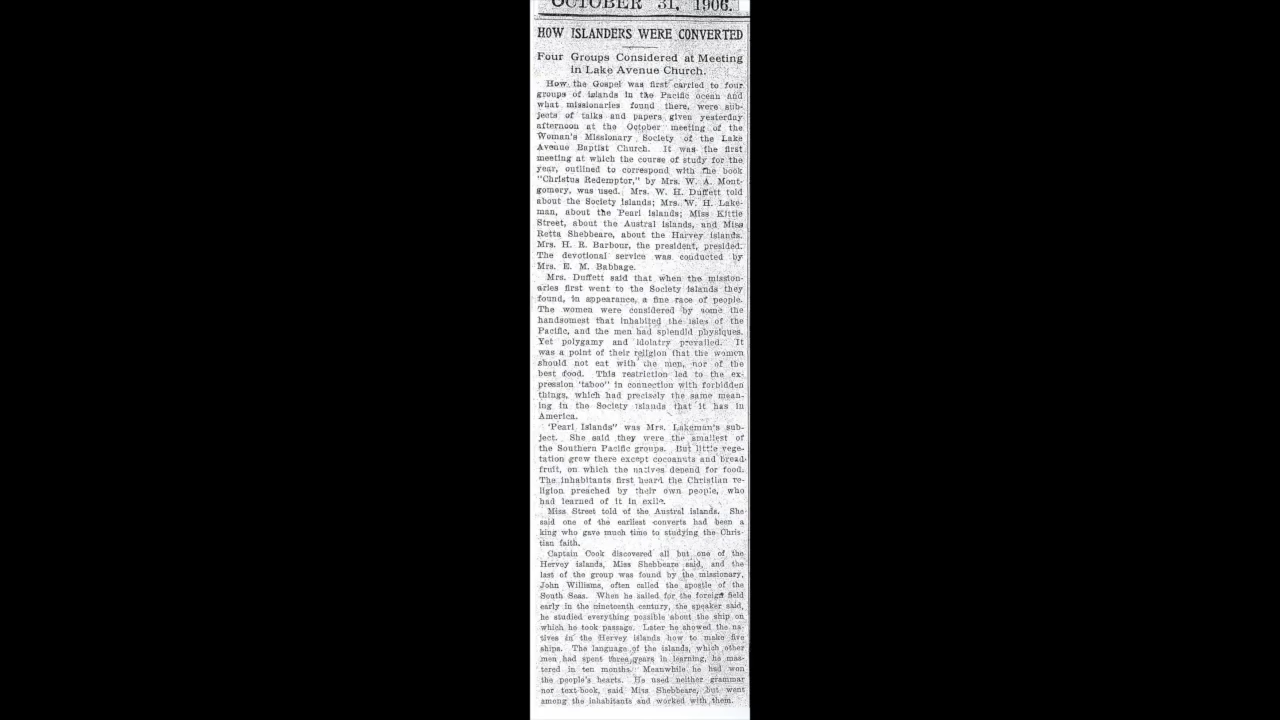 OCTOBER 31, 1906.
HOW ISLANDERS WERE CONVERTED
Four Groups Considered at Meeting
in Lake Avenue Church.
How the Gospel was first carried to four
groups of islands in the Pacific ocean and
what missionaries found there, were sub-
jects of talks and papers given yesterday
afternoon at the October meeting of the
Woman's Missionary Society of the Lake
Avenue Baptist Church. It was the first
meeting at which the course of study for the
year, outlined to correspond with the book
"Christus Redemptor," by Mrs. W. A. Mont-
gomery, was used. Mrs. W. H. Duffett told
about the Society Islands; Mrs. W. H. Lake-
man, about the Pearl Islands; Miss Kittie
Street, about the Austral Islands, and Miss
Retta Shebbeare, about the Harvey islands.
Mrs. H. R. Barbour, the president, presided.
The devotional service was conducted by
Mrs. E. M. Babbage.
Mrs. Duffett said that when the mission-
aries first went to the Society islands they
found, in appearance, a fine race of people.
The women were considered by some the
handsomest that inhabited the isles of the
Pacific, and the men had splendid physiques.
Yet polygamy and idolatry prevailed. It
was a point of their religion that the women
should not eat with the men, nor of the
best food. This restriction led to the ex-
pression 'taboo" in connection with forbidden
things, which had precisely the same mean-
ing in the Society islands that it has in
America.
'Pearl Islands" was Mrs. Lakeman's sub-
ject. She said they were the smallest of
the Southern Pacific groups. But little vege-
tation grew there except cocoanuts and bread-
fruit, on which the natives depend for food.
The inhabitants first heard the Christian re-
ligion preached by their own people, who
had learned of it in exile.
Miss Street told of the Austral islands. She
said one of the earliest converts had been a
king who gave much time to studying the Chris-
tian faith.
Captain Cook discovered all but one of the
Hervey islands, Miss Shebbeare said, and the
last of the group was found by the missionary,
John Williams, often called the apostle of the
South Seas. When he sailed for the foreign field
early in the nineteenth century, the speaker said,
he studied everything possible about the ship on
which he took passage. Later he showed the na-
tives in the Hervey islands how to make five
ships. The language of the islands, which other
men had spent three years in learning, he mas-
tered in ten months. Meanwhile he had won
the people's hearts. He used neither grammar
nor text-book, said Miss Shebbeare, but went
among the inhabitants and worked with them.